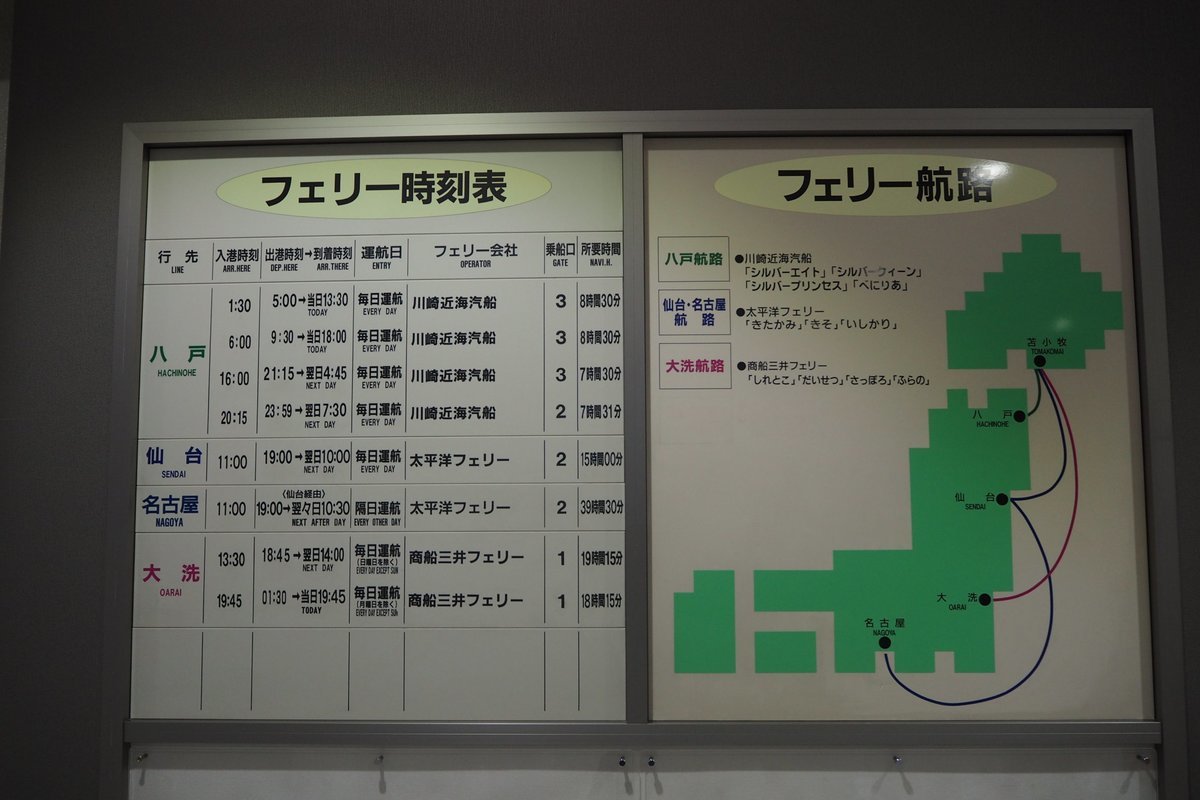 フェリー時刻表
行先 入港時刻 出港時刻→到着時刻 運航日 フェリー会社 乗船口 所要時間
LINE ARR.HERE DEP.HERE ARR.THERE ENTRY OPERATOR GATE NAVI.H.
八戸
HACHINOHE
1:30 5:00→当日13:30 毎日運航 川崎近海汽船 3 8時間30分
TODAY EVERY DAY
6:00 9:30→当日18:00 毎日運航 川崎近海汽船 3 8時間30分
TODAY EVERY DAY
16:00 21:15→翌日4:45 毎日運航 川崎近海汽船 3 7時間30分
NEXT DAY EVERY DAY
20:15 23:59→翌日7:30 毎日運航 川崎近海汽船 2 7時間31分
NEXT DAY EVERY DAY
仙台 11:00 19:00→翌日10:00 毎日運航 太平洋フェリー 2 15時間00分
SENDAI NEXT DAY EVERY DAY
〈仙台経由〉
名古屋 11:00 19:00→翌々日10:30 隔日運航 太平洋フェリー 2 39時間30分
NAGOYA NEXT AFTER DAY EVERY OTHER DAY
大洗
OARAI
13:30 18:45→翌日14:00 毎日運航 商船三井フェリー 1 19時間15分
NEXT DAY (日曜日を除く)
EVERY DAY EXCEPT SUN
19:45 01:30→当日19:45 毎日運航 商船三井フェリー 1 18時間15分
TODAY (月曜日を除く)
EVERY DAY EXCEPT SUN
フェリー航路
八戸航路 ●川崎近海汽船
「シルバーエイト」「シルバークィーン」
「シルバープリンセス」「べにりあ」
仙台・名古屋
航路
●太平洋フェリー
「きたかみ」「きそ」「いしかり」
大洗航路 ●商船三井フェリー
「しれとこ」「だいせつ」「さっぽろ」「ふらの」
苫小牧
TOMAKOMAI
八戸
HACHINOHE
仙台
SENDAI
大洗
OARAI
名古屋
NAGOYA